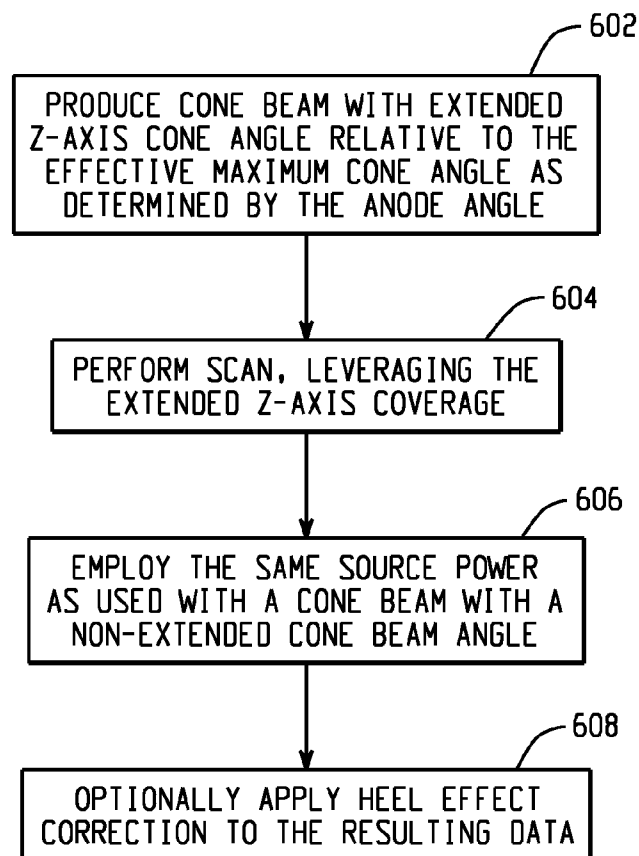 602
PRODUCE CONE BEAM WITH EXTENDED
Z-AXIS CONE ANGLE RELATIVE TO THE
EFFECTIVE MAXIMUM CONE ANGLE AS
DETERMINED BY THE ANODE ANGLE
604
PERFORM SCAN, LEVERAGING THE
EXTENDED Z-AXIS COVERAGE
606
EMPLOY THE SAME SOURCE POWER
AS USED WITH A CONE BEAM WITH A
NON-EXTENDED CONE BEAM ANGLE
608
OPTIONALLY APPLY HEEL EFFECT
CORRECTION TO THE RESULTING DATA